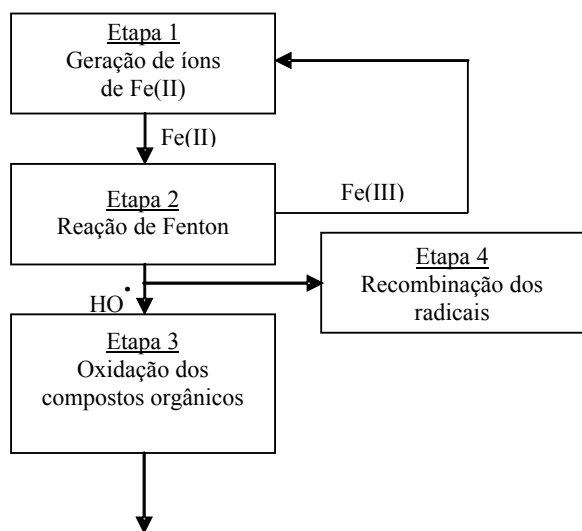 Etapa 1
Geração de íons
de Fe(II)
Fe(II)
Etapa 2
Reação de Fenton
Fe(III)
Etapa 4
Recombinação dos
radicais
HO•
Etapa 3
Oxidação dos
compostos orgânicos